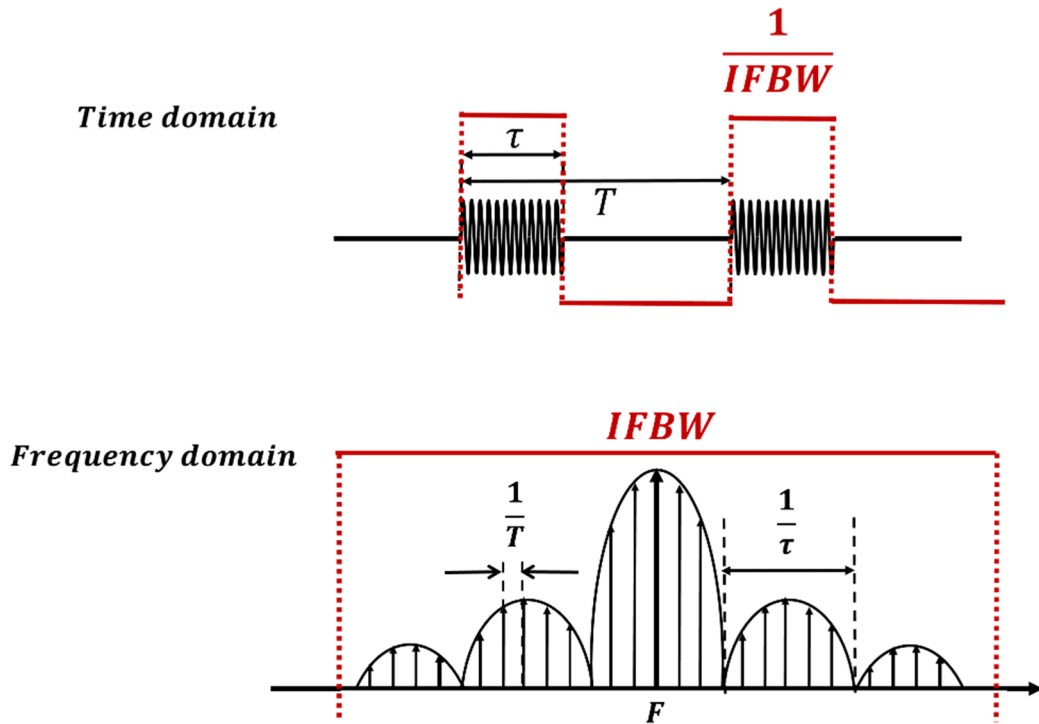 1
IFBW
Time domain
τ
T
IFBW
Frequency domain
1
T
1
τ
F